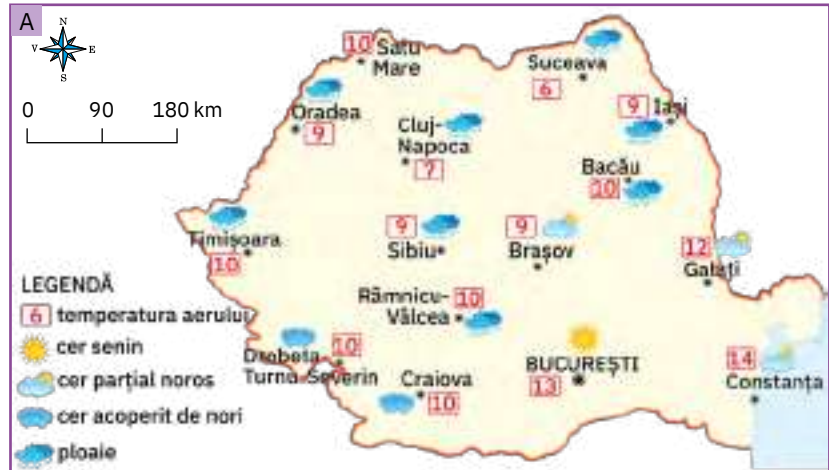 A
N
V E
S
0 90 180 km
10 Satu
Mare
Suceava
6
Oradea
9
Cluj-
Napoca
9 Iași
Bacău
10
Timișoara
10
9
Sibiu
9
Brașov
12
Galați
Râmnicu-
Vâlcea
10
Drobeta
Turnu-Severin
10
Craiova
10
BUCUREȘTI
13
14
Constanța
LEGENDĂ
6 temperatura aerului
cer senin
cer parțial noros
cer acoperit de nori
ploaie